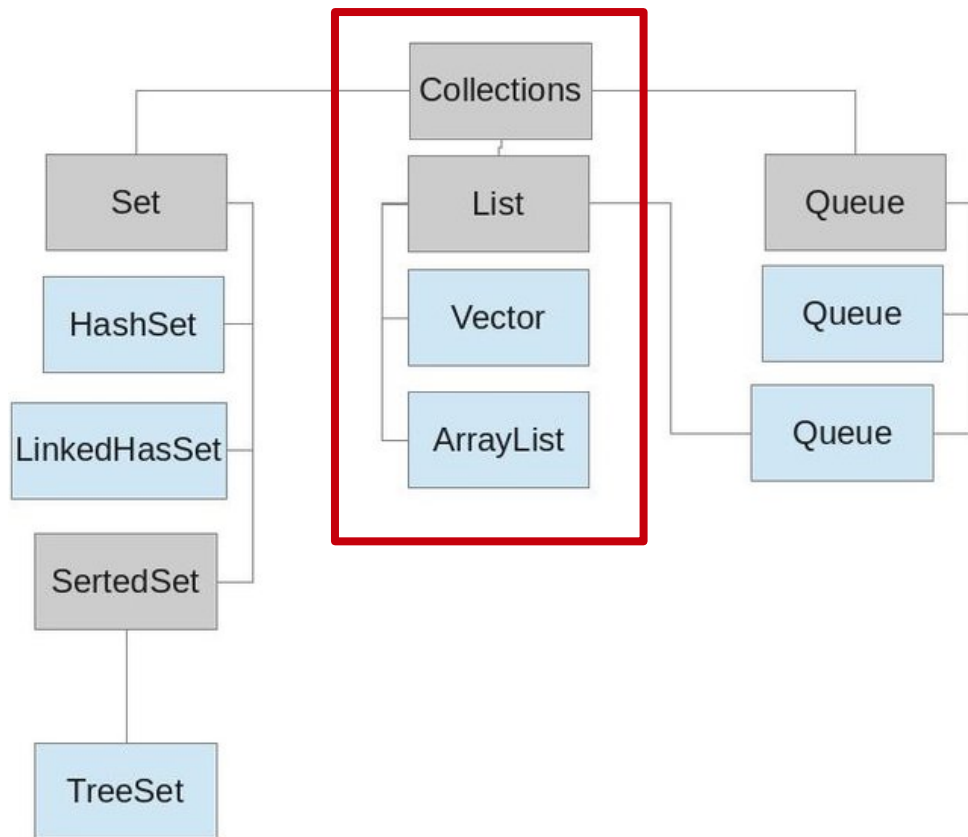 Collections
Set
List
Queue
HashSet
Vector
Queue
LinkedHasSet
ArrayList
Queue
SertedSet
TreeSet